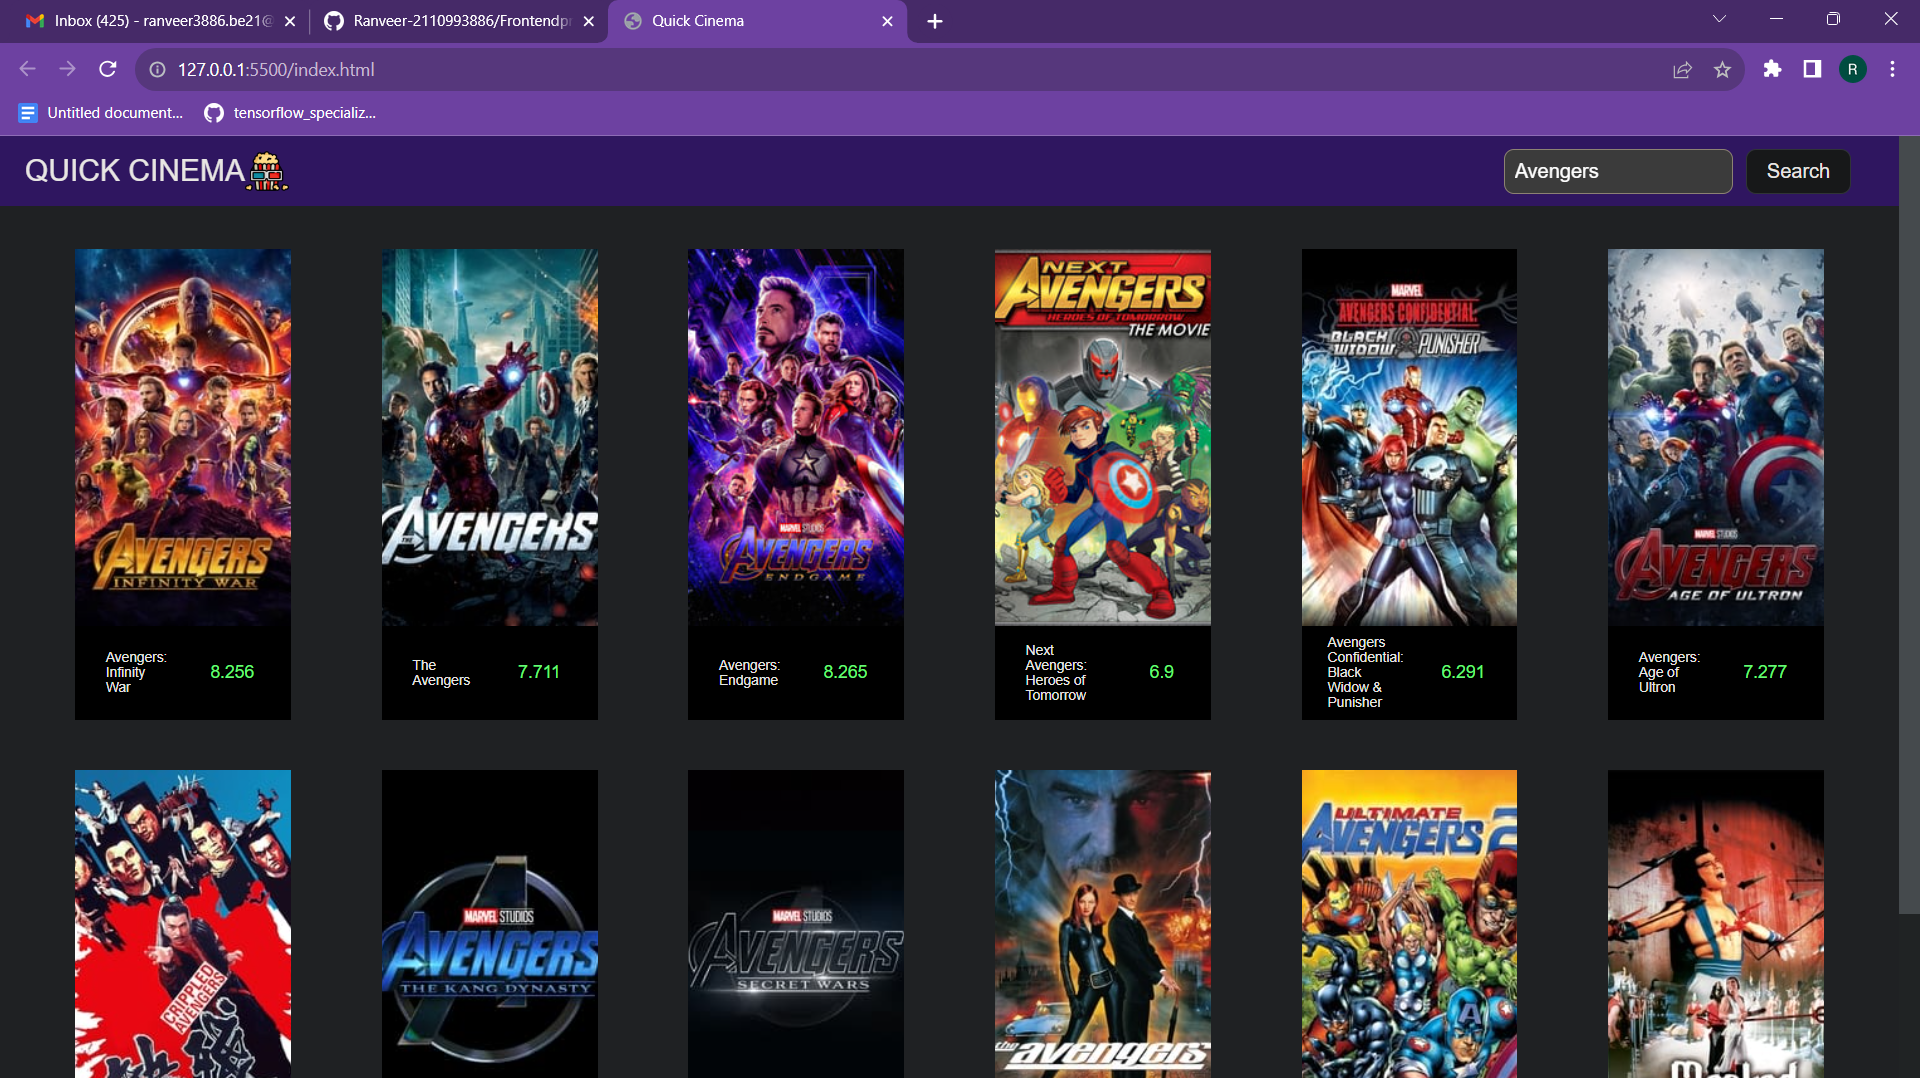 Inbox (425) - ranveer3886.be21@
Ranveer-2110993886/Frontendpr
Quick Cinema
127.0.0.1:5500/index.html
R
Untitled document...
tensorflow_specializ...
QUICK CINEMA
Avengers
Search
AVENGERS
INFINITY WAR
THE
AVENGERS
MARVEL STUDIOS
AVENGERS
ENDGAME
NEXT
AVENGERS
HEROES OF TOMORROW
THE MOVIE
MARVEL
AVENGERS CONFIDENTIAL
BLACK WIDOW PUNISHER
MARVEL STUDIOS
AVENGERS
AGE OF ULTRON
Avengers:
Infinity
War
8.256
The
Avengers
7.711
Avengers:
Endgame
8.265
Next
Avengers:
Heroes of
Tomorrow
6.9
Avengers
Confidential:
Black
Widow &
Punisher
6.291
Avengers:
Age of
Ultron
7.277
CRIPPLED
AVENGERS
MARVEL STUDIOS
AVENGERS
THE KANG DYNASTY
MARVEL STUDIOS
AVENGERS
SECRET WARS
the avengers
ULTIMATE
AVENGERS 2